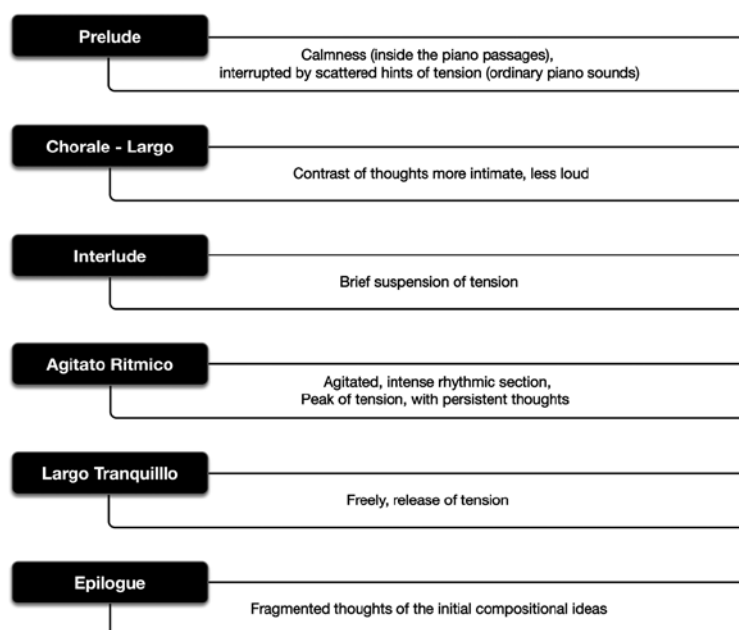 Prelude
Calmness (inside the piano passages),
interrupted by scattered hints of tension (ordinary piano sounds)
Chorale - Largo
Contrast of thoughts more intimate, less loud
Interlude
Brief suspension of tension
Agitato Ritmico
Agitated, intense rhythmic section,
Peak of tension, with persistent thoughts
Largo Tranquilllo
Freely, release of tension
Epilogue
Fragmented thoughts of the initial compositional ideas